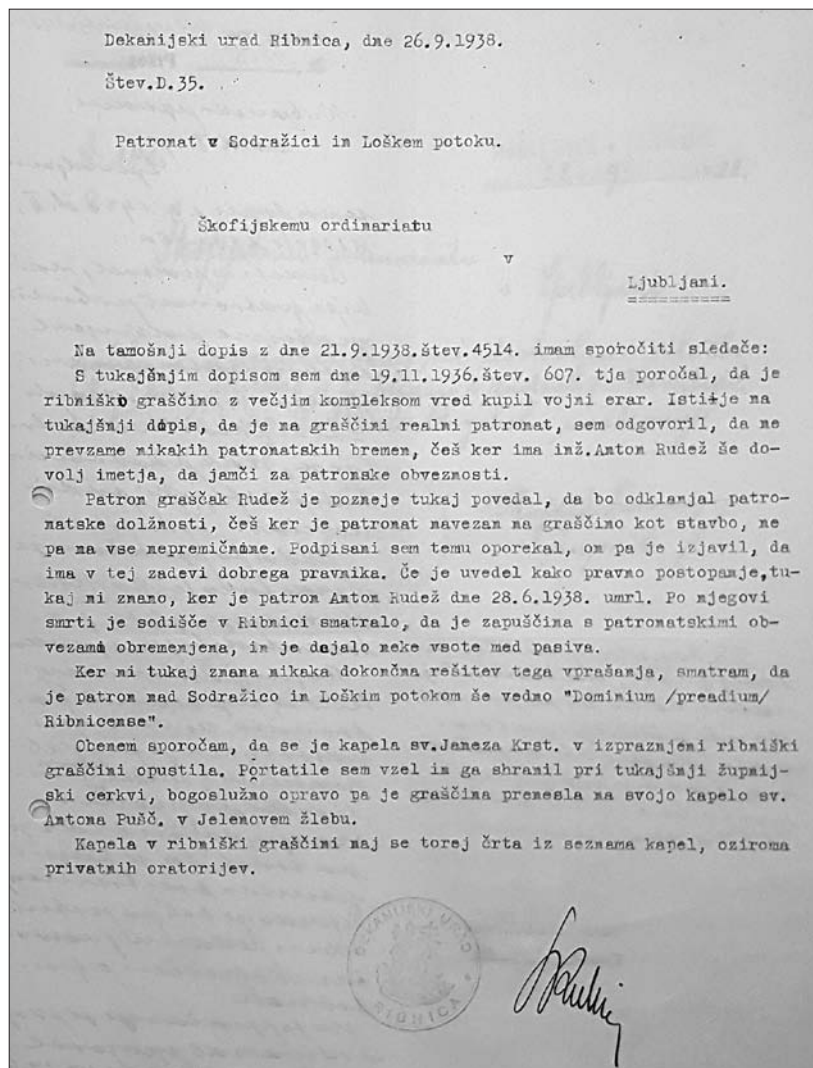 Dekanijski urad Ribnica, dne 26.9.1938.
Štev.D.35.
Patronat v Sodražici in Loškem potoku.
Škofijskemu ordinariatu
v
Ljubljani.
==========
Na tamošnji dopis z dne 21.9.1938.štev.4514. imam sporočiti sledeče:
S tukajšnjim dopisom sem dne 19.11.1936.štev. 607. tja poročal, da je
ribniško graščino z večjim kompleksom vred kupil vojni erar. Isti je na
tukajšnji dopis, da je na graščini realni patronat, sem odgovoril, da ne
prevzame nikakih patronatskih bremen, češ ker ima inž.Anton Rudež še do-
volj imetja, da jamči za patronske obveznosti.
Patron graščak Rudež je pozneje tukaj povedal, da bo odklanjal patro-
natske dolžnosti, češ ker je patronat navezan na graščino kot stavbo, ne
pa na vse nepremičnine. Podpisani sem temu oporekal, on pa je izjavil, da
ima v tej zadevi dobrega pravnika. Če je uvedel kako pravno postopanje,tu-
kaj ni znano, ker je patron Anton Rudež dne 28.6.1938. umrl. Po njegovi
smrti je sodišče v Ribnici smatralo, da je zapuščina s patronatskimi ob-
vezami obremenjena, in je dejalo neke vsote med pasiva.
Ker ni tukaj znana nikaka dokončna rešitev tega vprašanja, smatram, da
je patron nad Sodražico in Loškim potokom še vedno "Dominium /preadium/
Ribnicense".
Obenem sporočam, da se je kapela sv.Janeza Krst. v izpraznjeni ribniški
graščini opustila. Portatile sem vzel in ga shranil pri tukajšnji župnij-
ski cerkvi, bogoslužno opravo pa je graščina prenesla na svojo kapelo sv.
Antona Pušč. v Jelenovem žlebu.
Kapela v ribniški graščini naj se torej črta iz seznama kapel, oziroma
privatnih oratorijev.
DEKANIJSKI URAD
RIBNICA